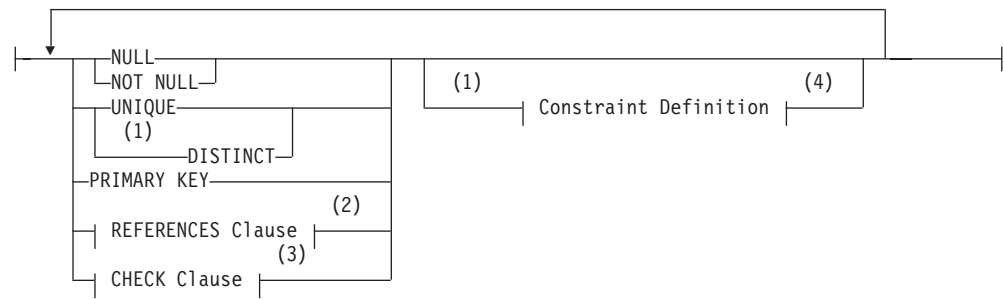 NULL
NOT NULL
(1) (4)
UNIQUE
Constraint Definition
(1)
DISTINCT
PRIMARY KEY
(2)
REFERENCES Clause
(3)
CHECK Clause